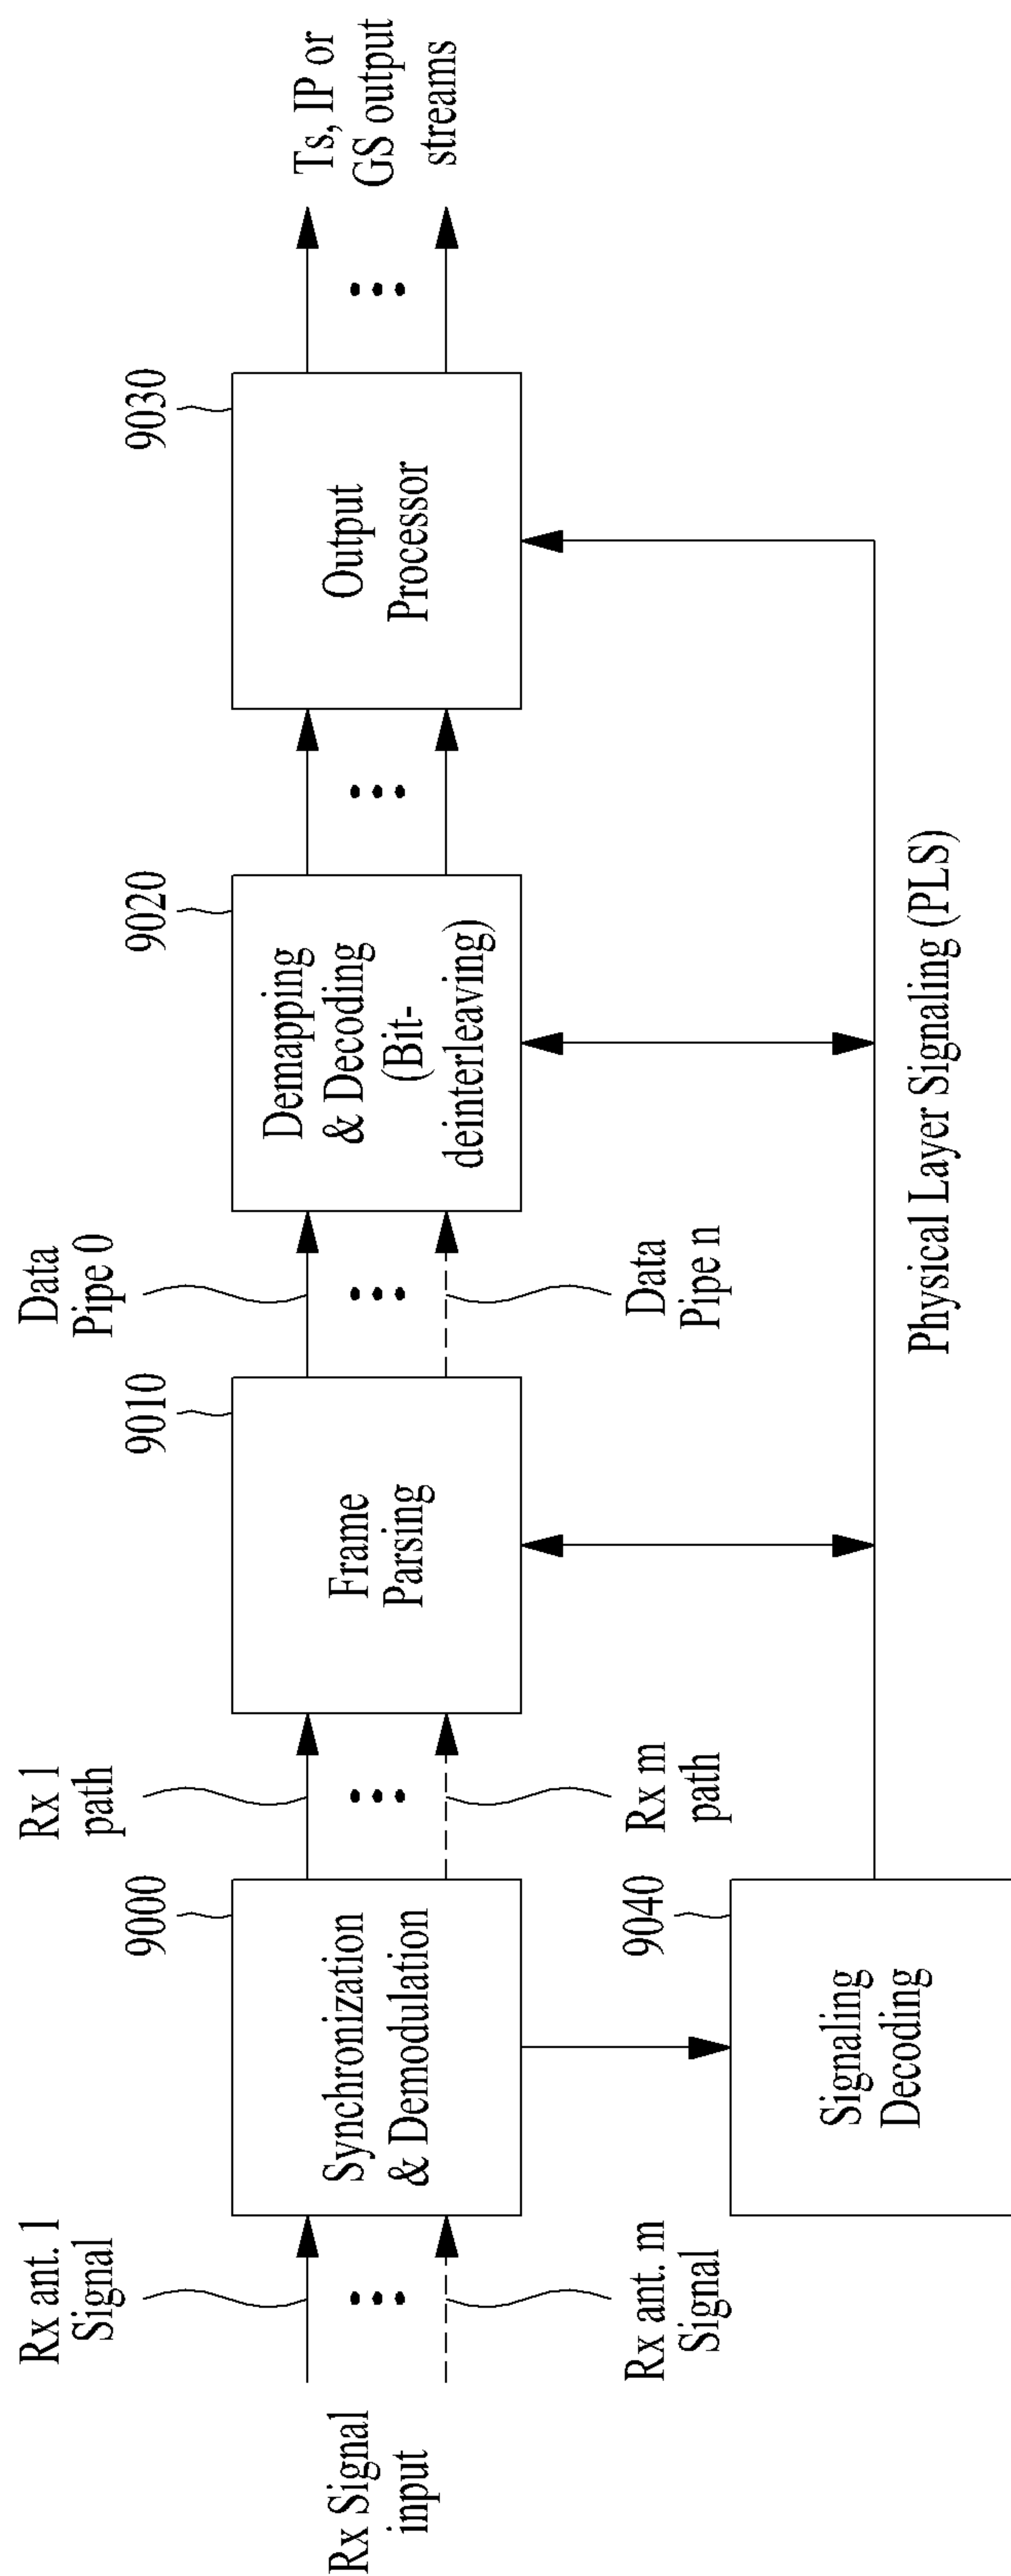 Rx Signal
input
Rx ant. 1
Signal
Rx ant. m
Signal
9000
Synchronization
& Demodulation
Rx 1
path
Rx m
path
9010
Frame
Parsing
Data
Pipe 0
Data
Pipe n
9020
Demapping
& Decoding
(Bit-
deinterleaving)
9030
Output
Processor
Ts, IP or
GS output
streams
9040
Signaling
Decoding
Physical Layer Signaling (PLS)